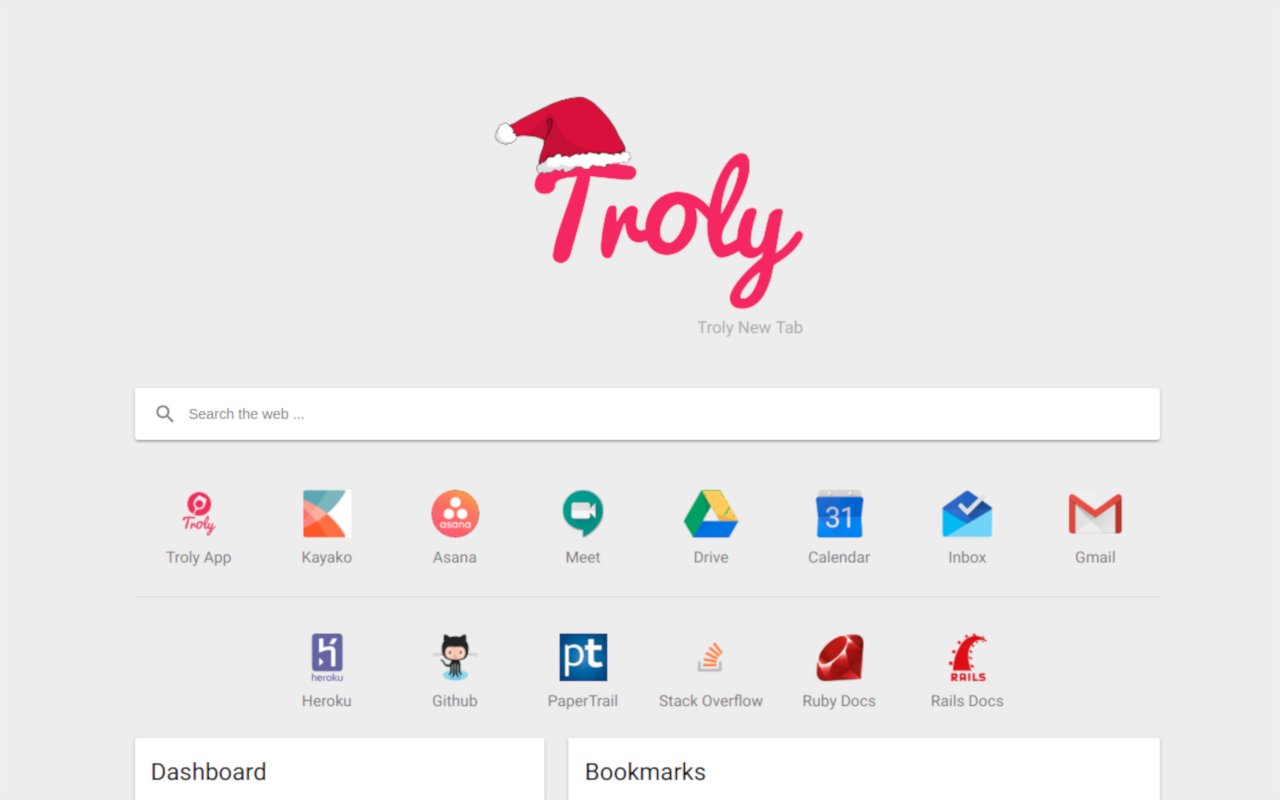 Troly
Troly New Tab
Search the web ...
Troly
asana
31
Troly App
Kayako
Asana
Meet
Drive
Calendar
Inbox
Gmail
heroku
pt
RAILS
Heroku
Github
PaperTrail
Stack Overflow
Ruby Docs
Rails Docs
Dashboard
Bookmarks